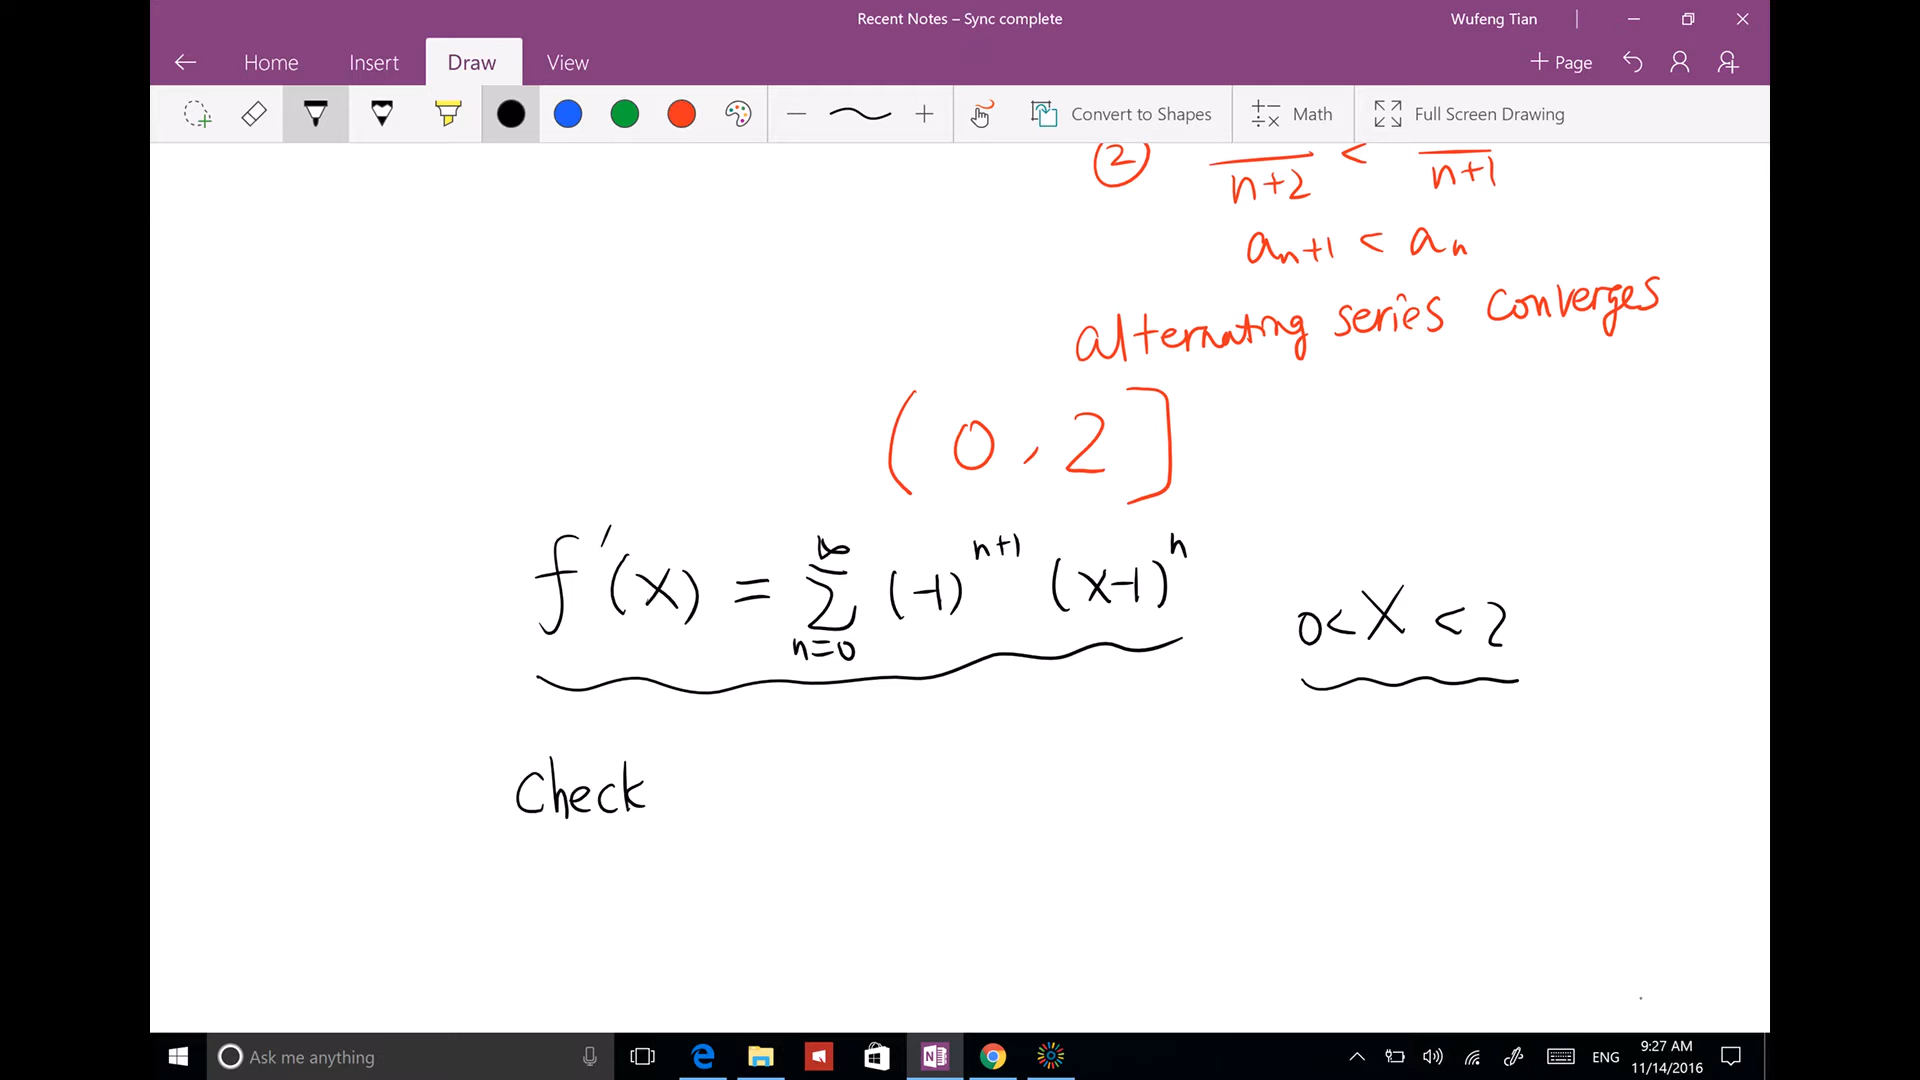 Recent Notes – Sync complete
Wufeng Tian
Home Insert Draw View
+ Page
Convert to Shapes
Math
Full Screen Drawing
② n+2 < n+1
aₙ₊₁ < aₙ
alternating series converges
( 0 , 2 ]
f′(x) = ∑_{n=0}^{∞} (-1)^{n+1} (x-1)^n
0 < X < 2
Check
Ask me anything
ENG
9:27 AM
11/14/2016